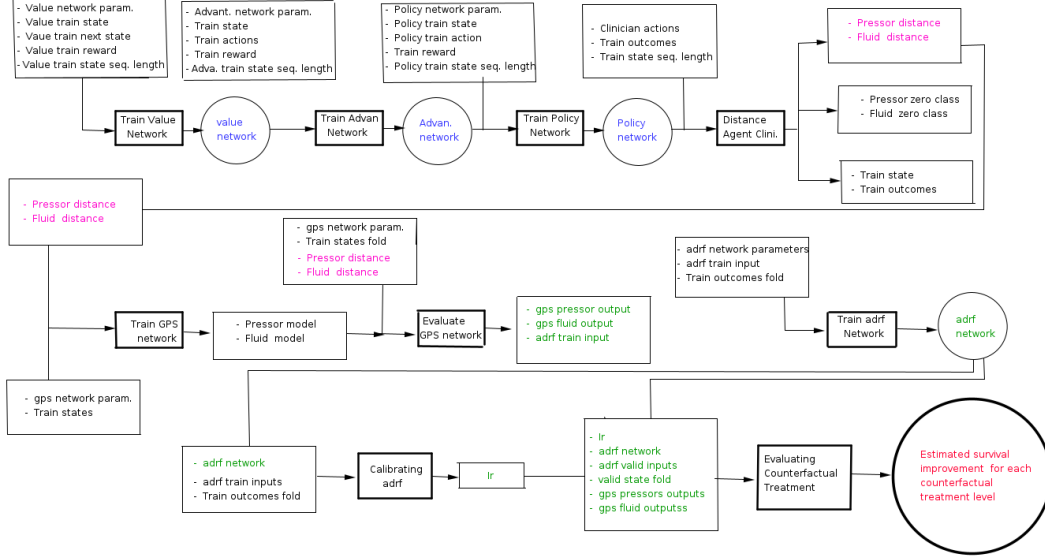 - Value network param.
- Value train state
- Vaue train next state
- Value train reward
- Value train state seq. length
- Advant. network param.
- Train state
- Train actions
- Train reward
- Adva. train state seq. length
- Policy network param.
- Policy train state
- Policy train action
- Train reward
- Policy train state seq. length
- Clinician actions
- Train outcomes
- Train state seq. length
- Pressor distance
- Fluid distance
Train Value
Network
value
network
Train Advan
Network
Advan.
network
Train Policy
Network
Policy
network
Distance
Agent Clini.
- Pressor zero class
- Fluid zero class
- Train state
- Train outcomes
- Pressor distance
- Fluid distance
- gps network param.
- Train states fold
- Pressor distance
- Fluid distance
- adrf network parameters
- adrf train input
- Train outcomes fold
Train GPS
network
- Pressor model
- Fluid model
Evaluate
GPS network
- gps pressor output
- gps fluid output
- adrf train input
Train adrf
Network
adrf
network
- gps network param.
- Train states
- adrf network
- adrf train inputs
- Train outcomes fold
Calibrating
adrf
lr
- lr
- adrf network
- adrf valid inputs
- valid state fold
- gps pressors outputs
- gps fluid outputss
Evaluating
Counterfactual
Treatment
Estimated survival
improvement for each
counterfactual
treatment level